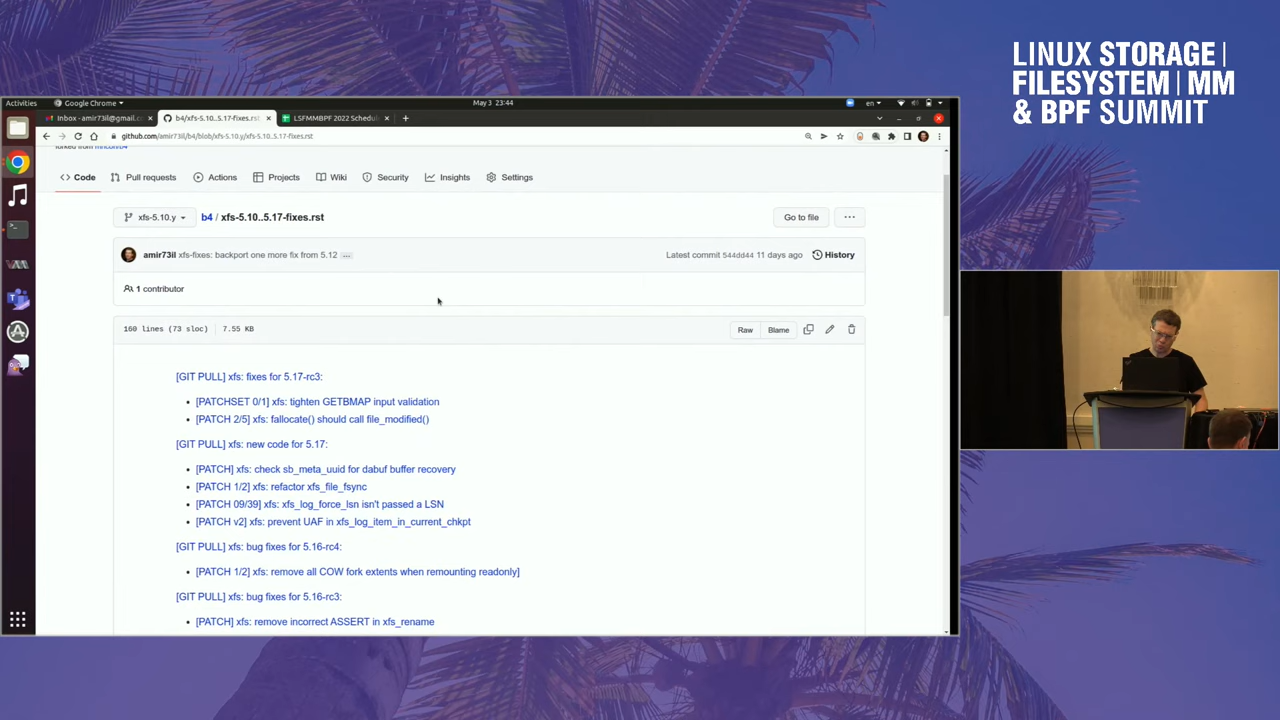 LINUX STORAGE |
FILESYSTEM | MM
& BPF SUMMIT
Activities
Google Chrome
May 3 23:44
en
Inbox - amir73il@gmail.c
b4/xfs-5.10..5.17-fixes.rst
LSFMMBPF 2022 Schedul
github.com/amir73il/b4/blob/xfs-5.10.y/xfs-5.10..5.17-fixes.rst
forked from mricon/b4
Code
Pull requests
Actions
Projects
Wiki
Security
Insights
Settings
xfs-5.10.y
b4 / xfs-5.10..5.17-fixes.rst
Go to file
amir73il xfs-fixes: backport one more fix from 5.12 ...
Latest commit 544dd44 11 days ago
History
1 contributor
160 lines (73 sloc) 7.55 KB
Raw
Blame
[GIT PULL] xfs: fixes for 5.17-rc3:
• [PATCHSET 0/1] xfs: tighten GETBMAP input validation
• [PATCH 2/5] xfs: fallocate() should call file_modified()
[GIT PULL] xfs: new code for 5.17:
• [PATCH] xfs: check sb_meta_uuid for dabuf buffer recovery
• [PATCH 1/2] xfs: refactor xfs_file_fsync
• [PATCH 09/39] xfs: xfs_log_force_lsn isn't passed a LSN
• [PATCH v2] xfs: prevent UAF in xfs_log_item_in_current_chkpt
[GIT PULL] xfs: bug fixes for 5.16-rc4:
• [PATCH 1/2] xfs: remove all COW fork extents when remounting readonly]
[GIT PULL] xfs: bug fixes for 5.16-rc3:
• [PATCH] xfs: remove incorrect ASSERT in xfs_rename